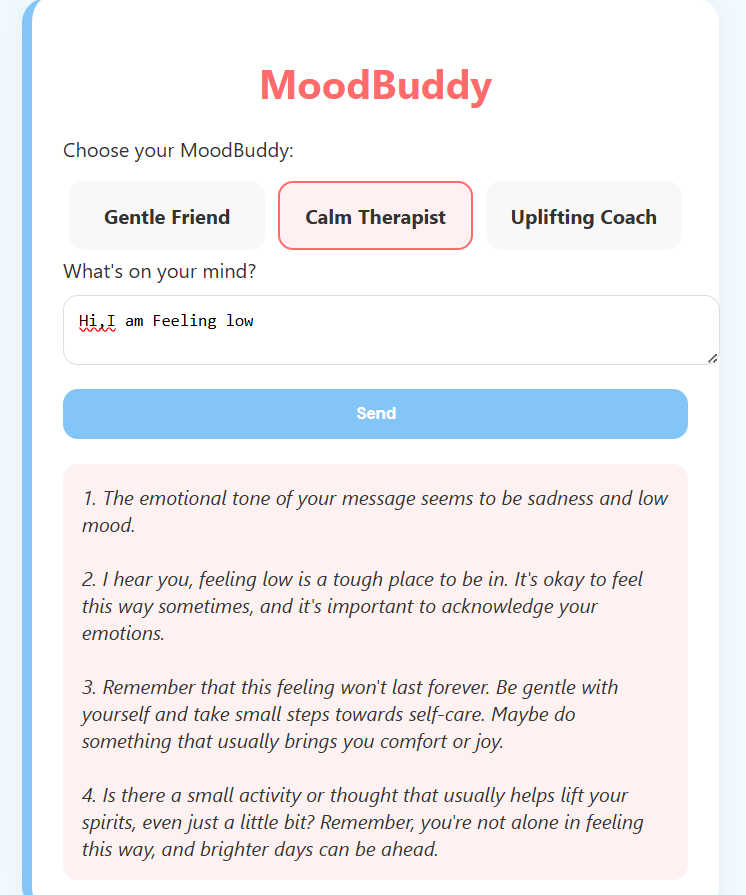 MoodBuddy
Choose your MoodBuddy:
Gentle Friend
Calm Therapist
Uplifting Coach
What's on your mind?
Hi,I am Feeling low
Send
1. The emotional tone of your message seems to be sadness and low
mood.
2. I hear you, feeling low is a tough place to be in. It's okay to feel
this way sometimes, and it's important to acknowledge your
emotions.
3. Remember that this feeling won't last forever. Be gentle with
yourself and take small steps towards self-care. Maybe do
something that usually brings you comfort or joy.
4. Is there a small activity or thought that usually helps lift your
spirits, even just a little bit? Remember, you're not alone in feeling
this way, and brighter days can be ahead.